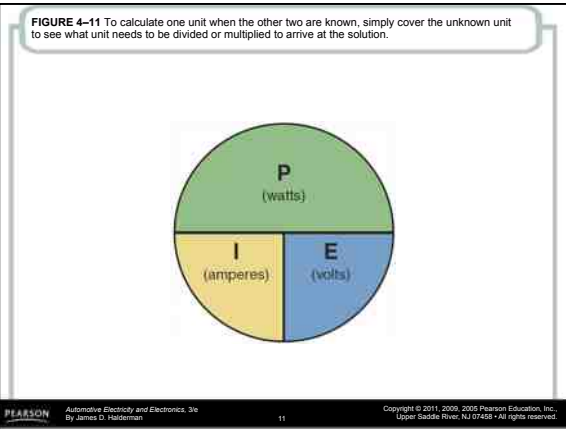 FIGURE 4–11 To calculate one unit when the other two are known, simply cover the unknown unit
to see what unit needs to be divided or multiplied to arrive at the solution.
P
(watts)
I
(amperes)
E
(volts)
PEARSON
Automotive Electricity and Electronics, 3/e
By James D. Halderman
11
Copyright © 2011, 2009, 2005 Pearson Education, Inc.,
Upper Saddle River, NJ 07458 • All rights reserved.